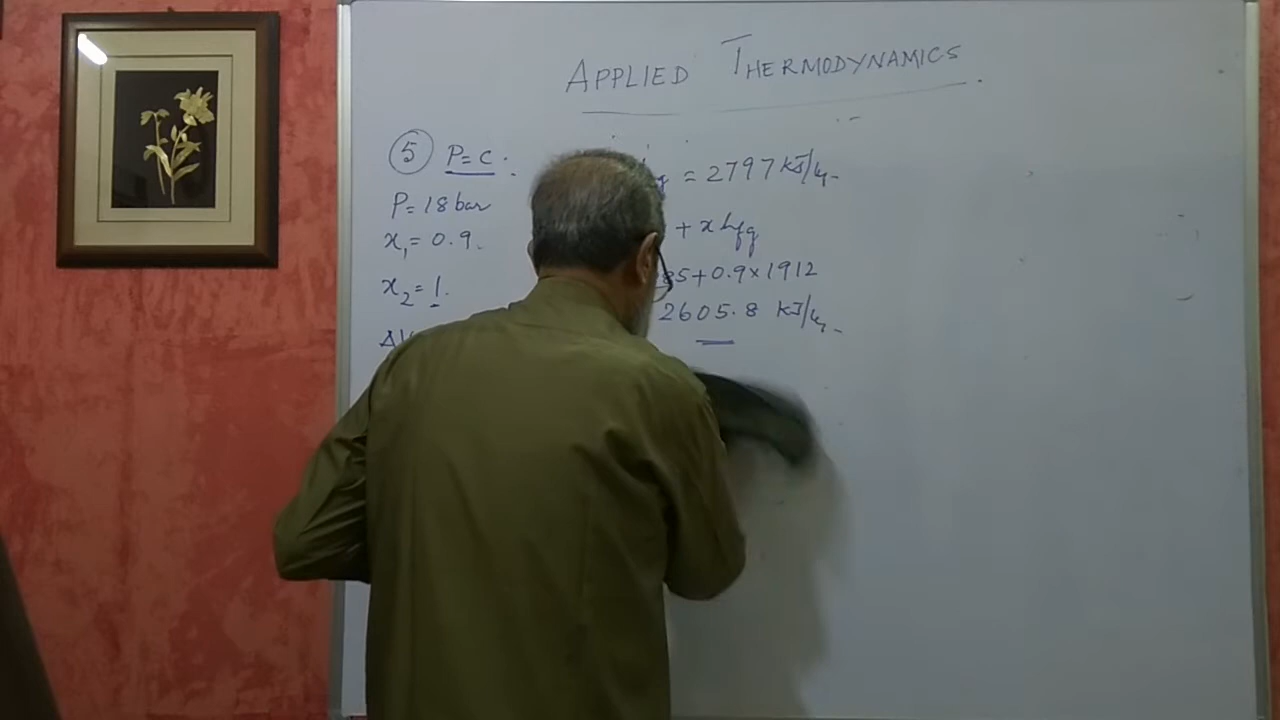 APPLIED THERMODYNAMICS
5 P=C.
= 2797 kJ/kg
P=18 bar
x₁=0.9.
+ x hfg
85+0.9×1912
x₂=1.
2605.8 kJ/kg